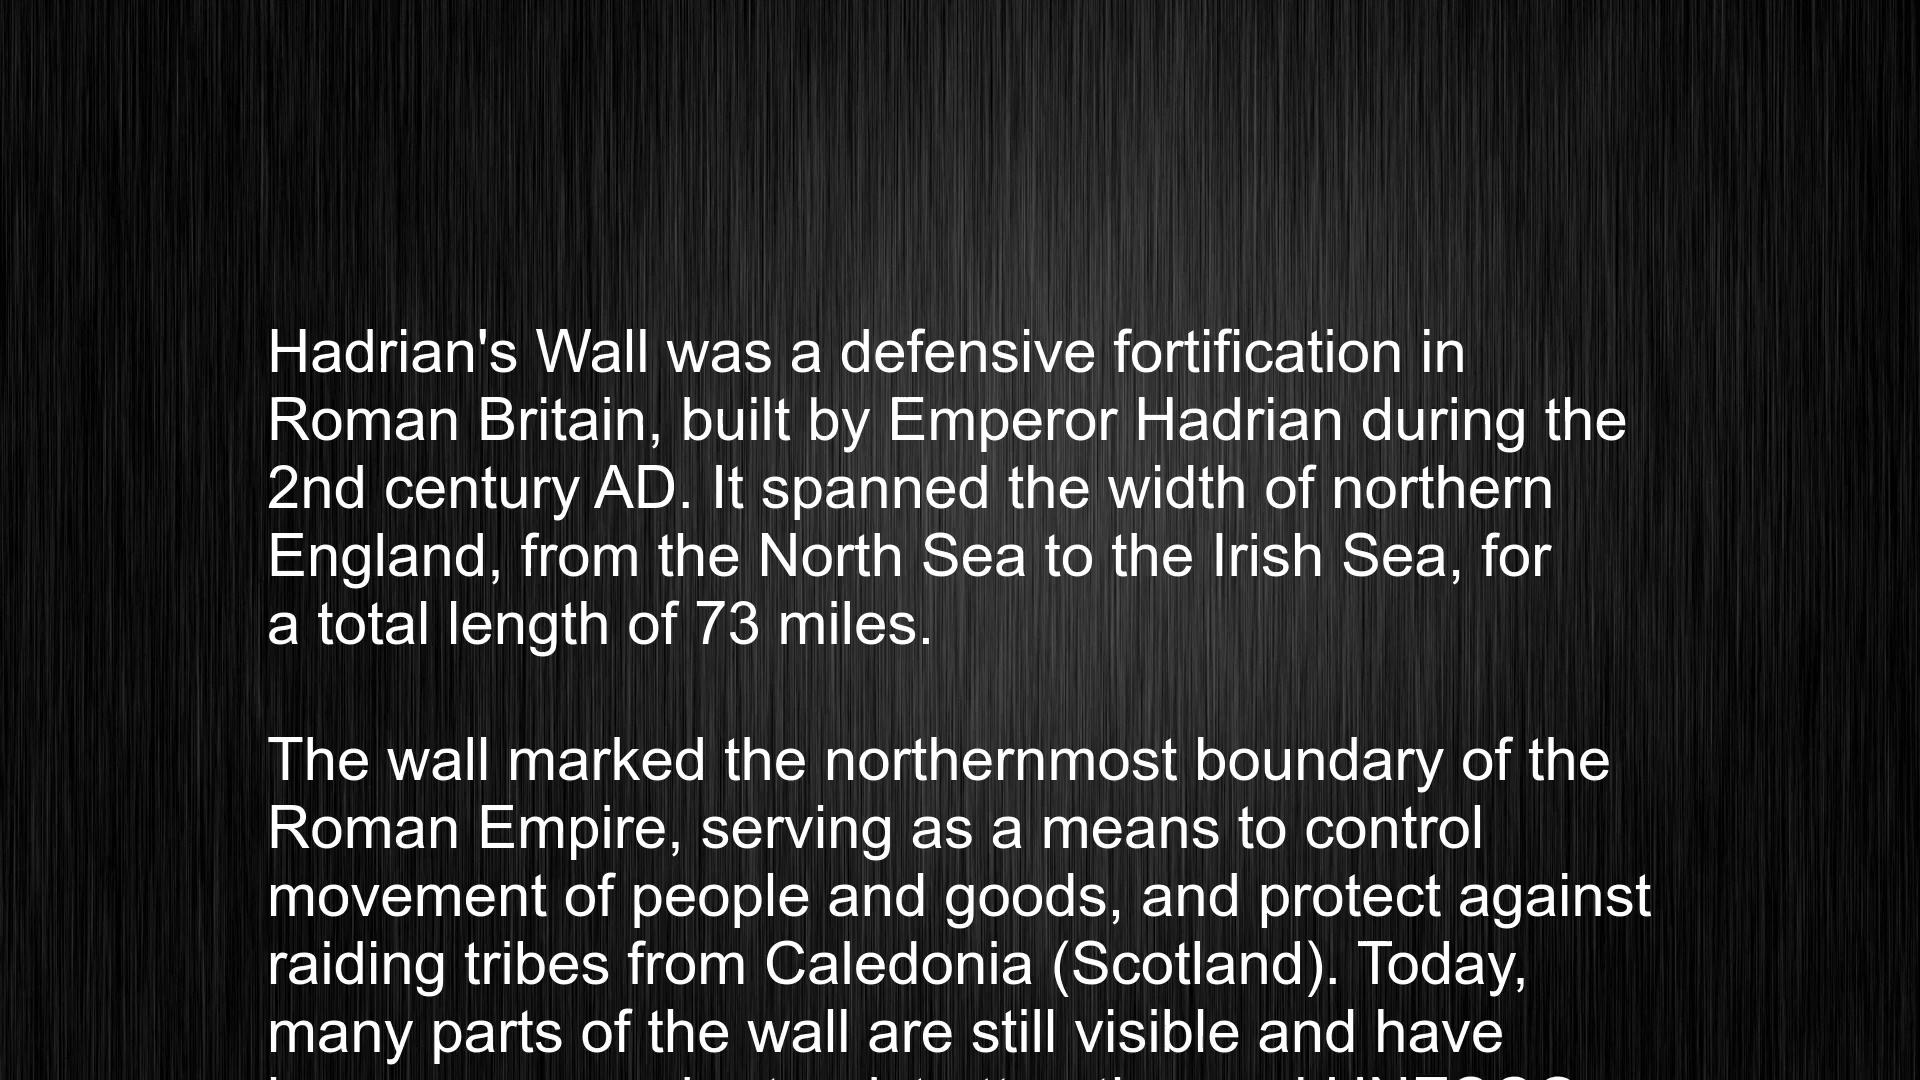 Hadrian's Wall was a defensive fortification in
Roman Britain, built by Emperor Hadrian during the
2nd century AD. It spanned the width of northern
England, from the North Sea to the Irish Sea, for
a total length of 73 miles.
The wall marked the northernmost boundary of the
Roman Empire, serving as a means to control
movement of people and goods, and protect against
raiding tribes from Caledonia (Scotland). Today,
many parts of the wall are still visible and have